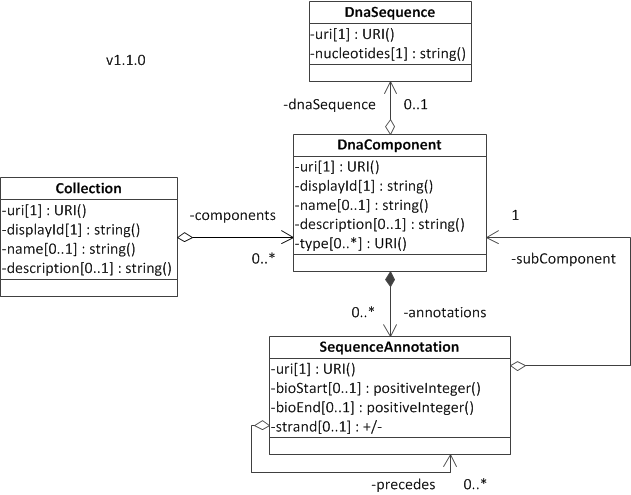 DnaSequence
-uri[1] : URI()
-nucleotides[1] : string()
v1.1.0
-dnaSequence
0..1
DnaComponent
-uri[1] : URI()
-displayId[1] : string()
-name[0..1] : string()
-description[0..1] : string()
-type[0..*] : URI()
Collection
-uri[1] : URI()
-displayId[1] : string()
-name[0..1] : string()
-description[0..1] : string()
-components
0..*
1
-subComponent
0..*
-annotations
SequenceAnnotation
-uri[1] : URI()
-bioStart[0..1] : positiveInteger()
-bioEnd[0..1] : positiveInteger()
-strand[0..1] : +/-
-precedes
0..*